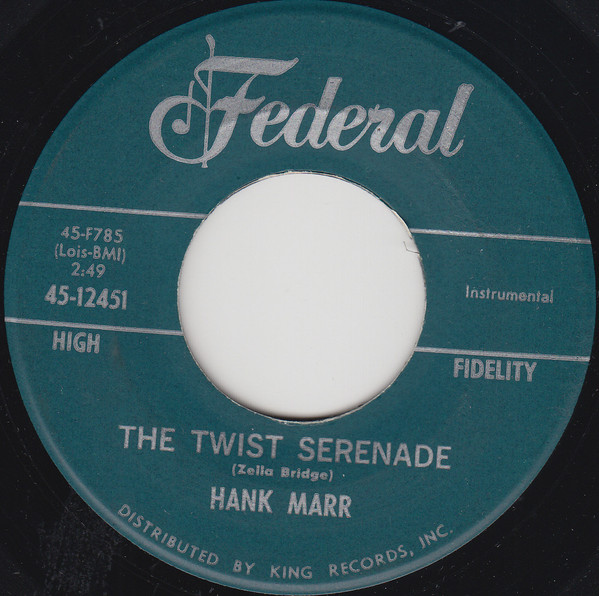 Federal
45-F785
(Lois-BMI)
2:49
45-12451
Instrumental
HIGH
FIDELITY
THE TWIST SERENADE
(Zella Bridge)
HANK MARR
DISTRIBUTED BY KING RECORDS, INC.